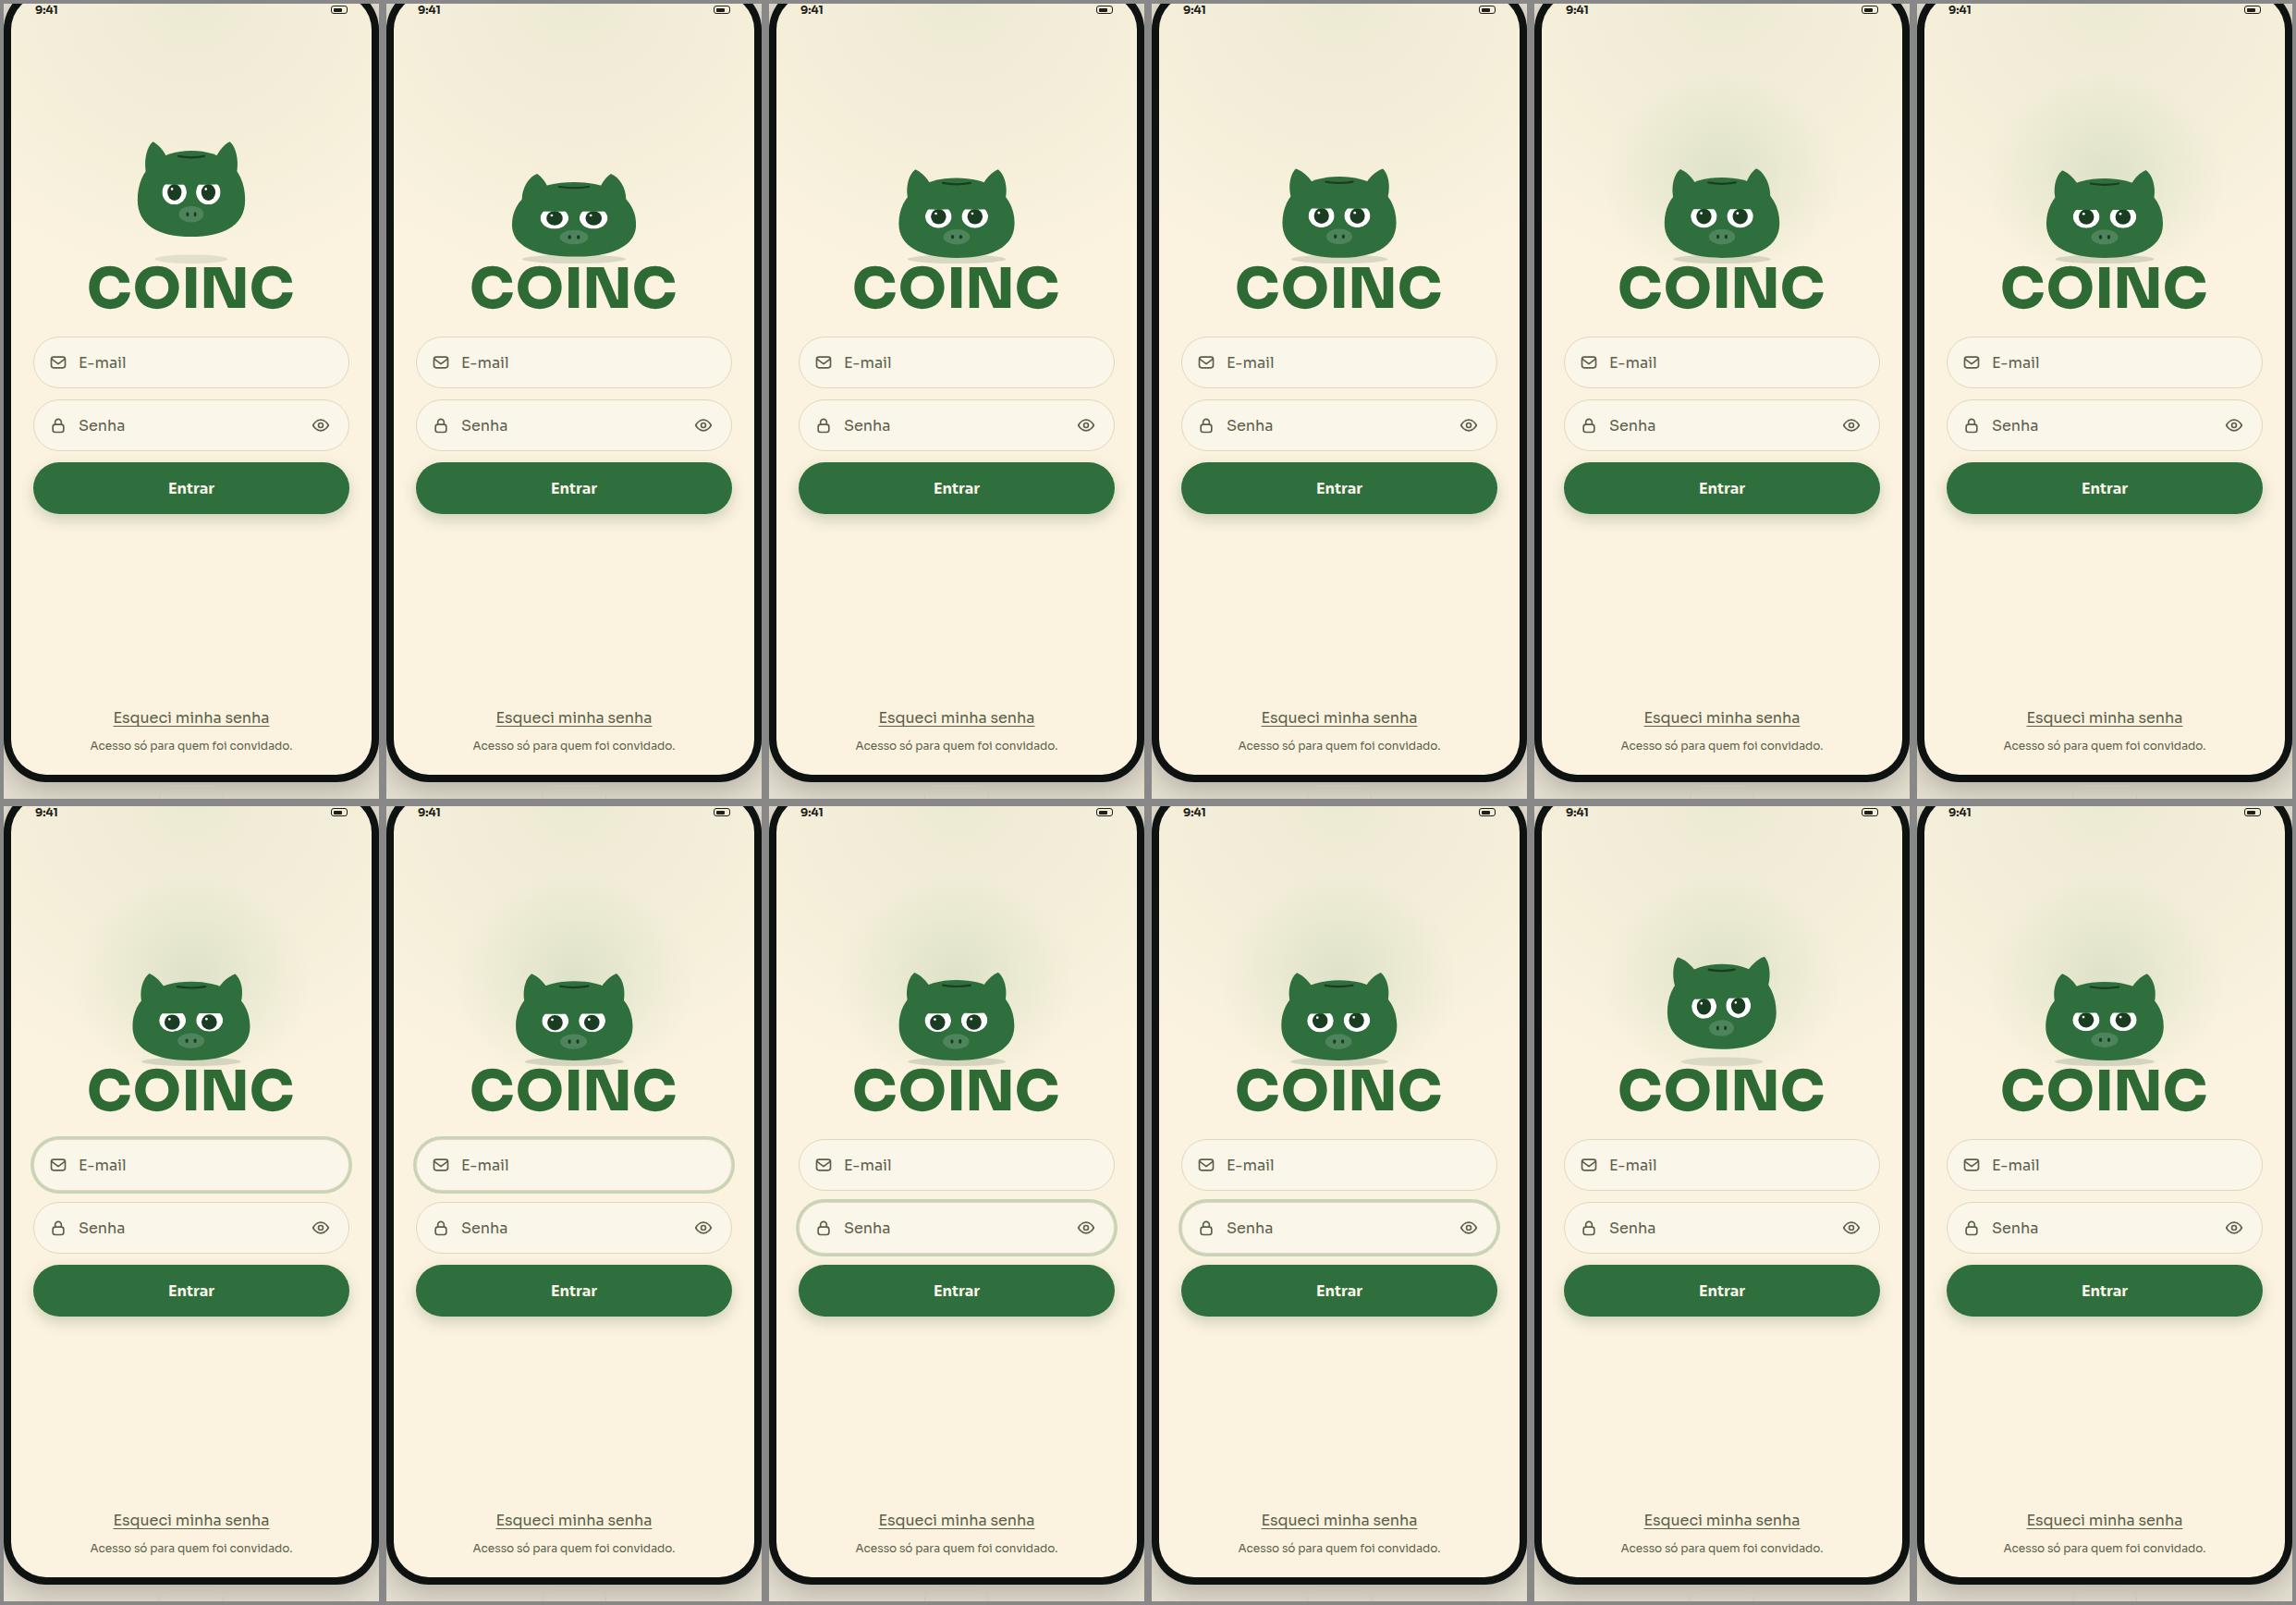 9:41
COINC
E-mail
Senha
Entrar
Esqueci minha senha
Acesso só para quem foi convidado.
9:41
COINC
E-mail
Senha
Entrar
Esqueci minha senha
Acesso só para quem foi convidado.
9:41
COINC
E-mail
Senha
Entrar
Esqueci minha senha
Acesso só para quem foi convidado.
9:41
COINC
E-mail
Senha
Entrar
Esqueci minha senha
Acesso só para quem foi convidado.
9:41
COINC
E-mail
Senha
Entrar
Esqueci minha senha
Acesso só para quem foi convidado.
9:41
COINC
E-mail
Senha
Entrar
Esqueci minha senha
Acesso só para quem foi convidado.
9:41
COINC
E-mail
Senha
Entrar
Esqueci minha senha
Acesso só para quem foi convidado.
9:41
COINC
E-mail
Senha
Entrar
Esqueci minha senha
Acesso só para quem foi convidado.
9:41
COINC
E-mail
Senha
Entrar
Esqueci minha senha
Acesso só para quem foi convidado.
9:41
COINC
E-mail
Senha
Entrar
Esqueci minha senha
Acesso só para quem foi convidado.
9:41
COINC
E-mail
Senha
Entrar
Esqueci minha senha
Acesso só para quem foi convidado.
9:41
COINC
E-mail
Senha
Entrar
Esqueci minha senha
Acesso só para quem foi convidado.